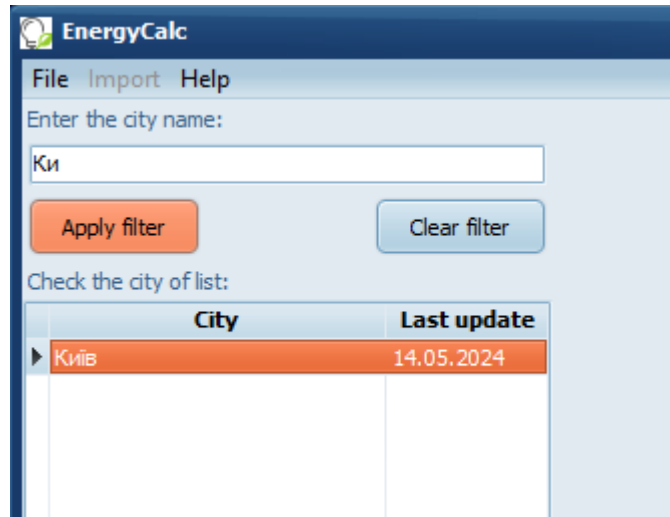 EnergyCalc
File Import Help
Enter the city name:
Ки
Apply filter Clear filter
Check the city of list:
City Last update
Київ 14.05.2024